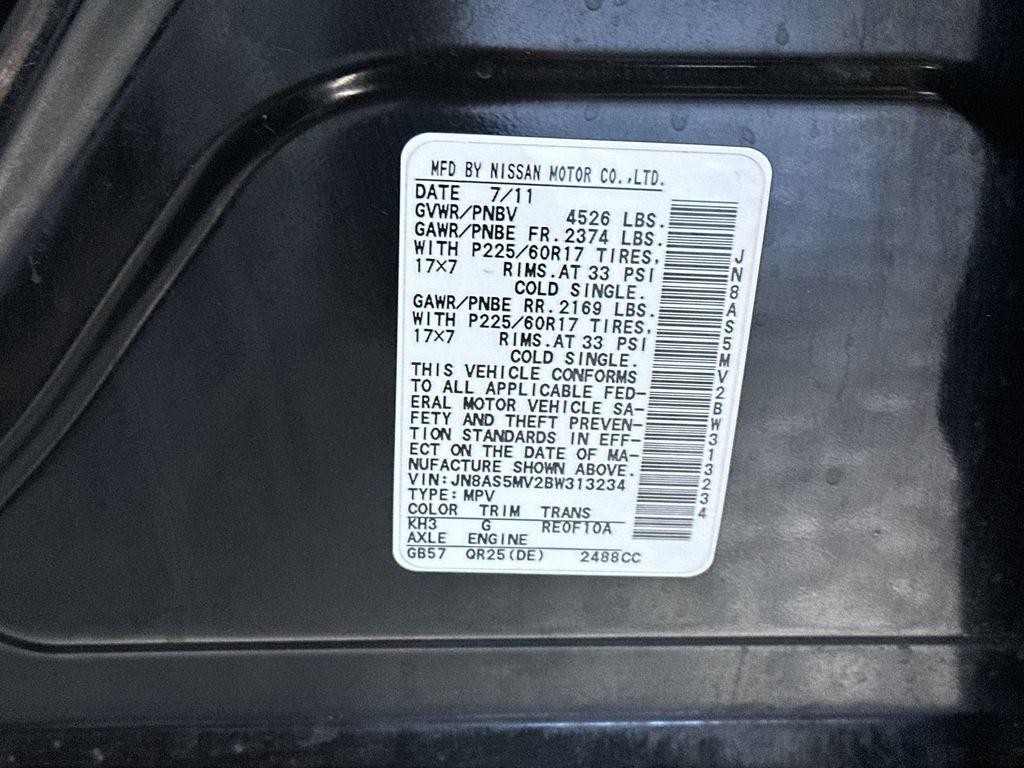 MFD BY NISSAN MOTOR CO.,LTD.
DATE 7/11
GVWR/PNBV 4526 LBS.
GAWR/PNBE FR.2374 LBS.
WITH P225/60R17 TIRES,
17×7 RIMS.AT 33 PSI
COLD SINGLE.
GAWR/PNBE RR.2169 LBS.
WITH P225/60R17 TIRES,
17×7 RIMS.AT 33 PSI
COLD SINGLE.
THIS VEHICLE CONFORMS
TO ALL APPLICABLE FED-
ERAL MOTOR VEHICLE SA-
FETY AND THEFT PREVEN-
TION STANDARDS IN EFF-
ECT ON THE DATE OF MA-
NUFACTURE SHOWN ABOVE.
VIN:JN8AS5MV2BW313234
TYPE:MPV
COLOR TRIM TRANS
KH3 G RE0F10A
AXLE ENGINE
GB57 QR25(DE) 2488CC
JN8AS5MV2BW313234